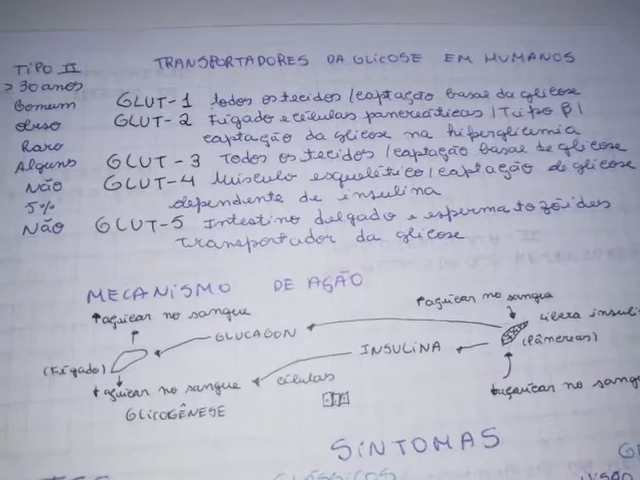 TRANSPORTADORES DA GLICOSE EM HUMANOS
TIPO II
> 30 anos
Comum
Obeso
Raro
Alguns
Não
5%
Não
GLUT-1 Todos os tecidos / captação basal da glicose
GLUT-2 Fígado e células pancreáticas / Tipo β /
captação da glicose na hiperglicemia
GLUT-3 Todos os tecidos / captação basal de glicose
GLUT-4 Músculo esquelético / captação de glicose
dependente de insulina
GLUT-5 Intestino delgado e espermatozóides
Transportador da glicose
MECANISMO DE AÇÃO
↑ açúcar no sangue
↑ açúcar no sangue
GLUCAGON
Libera insuli
(Pâncreas)
INSULINA
(Fígado)
células
↓ açúcar no sangue
açúcar no sang
GLICOGÊNESE
SINTOMAS
CLÁSSICOS